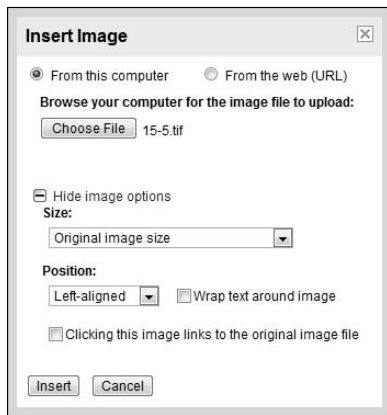 Insert Image
From this computer From the web (URL)
Browse your computer for the image file to upload:
Choose File 15-5.tif
Hide image options
Size:
Original image size
Position:
Left-aligned Wrap text around image
Clicking this image links to the original image file
Insert Cancel